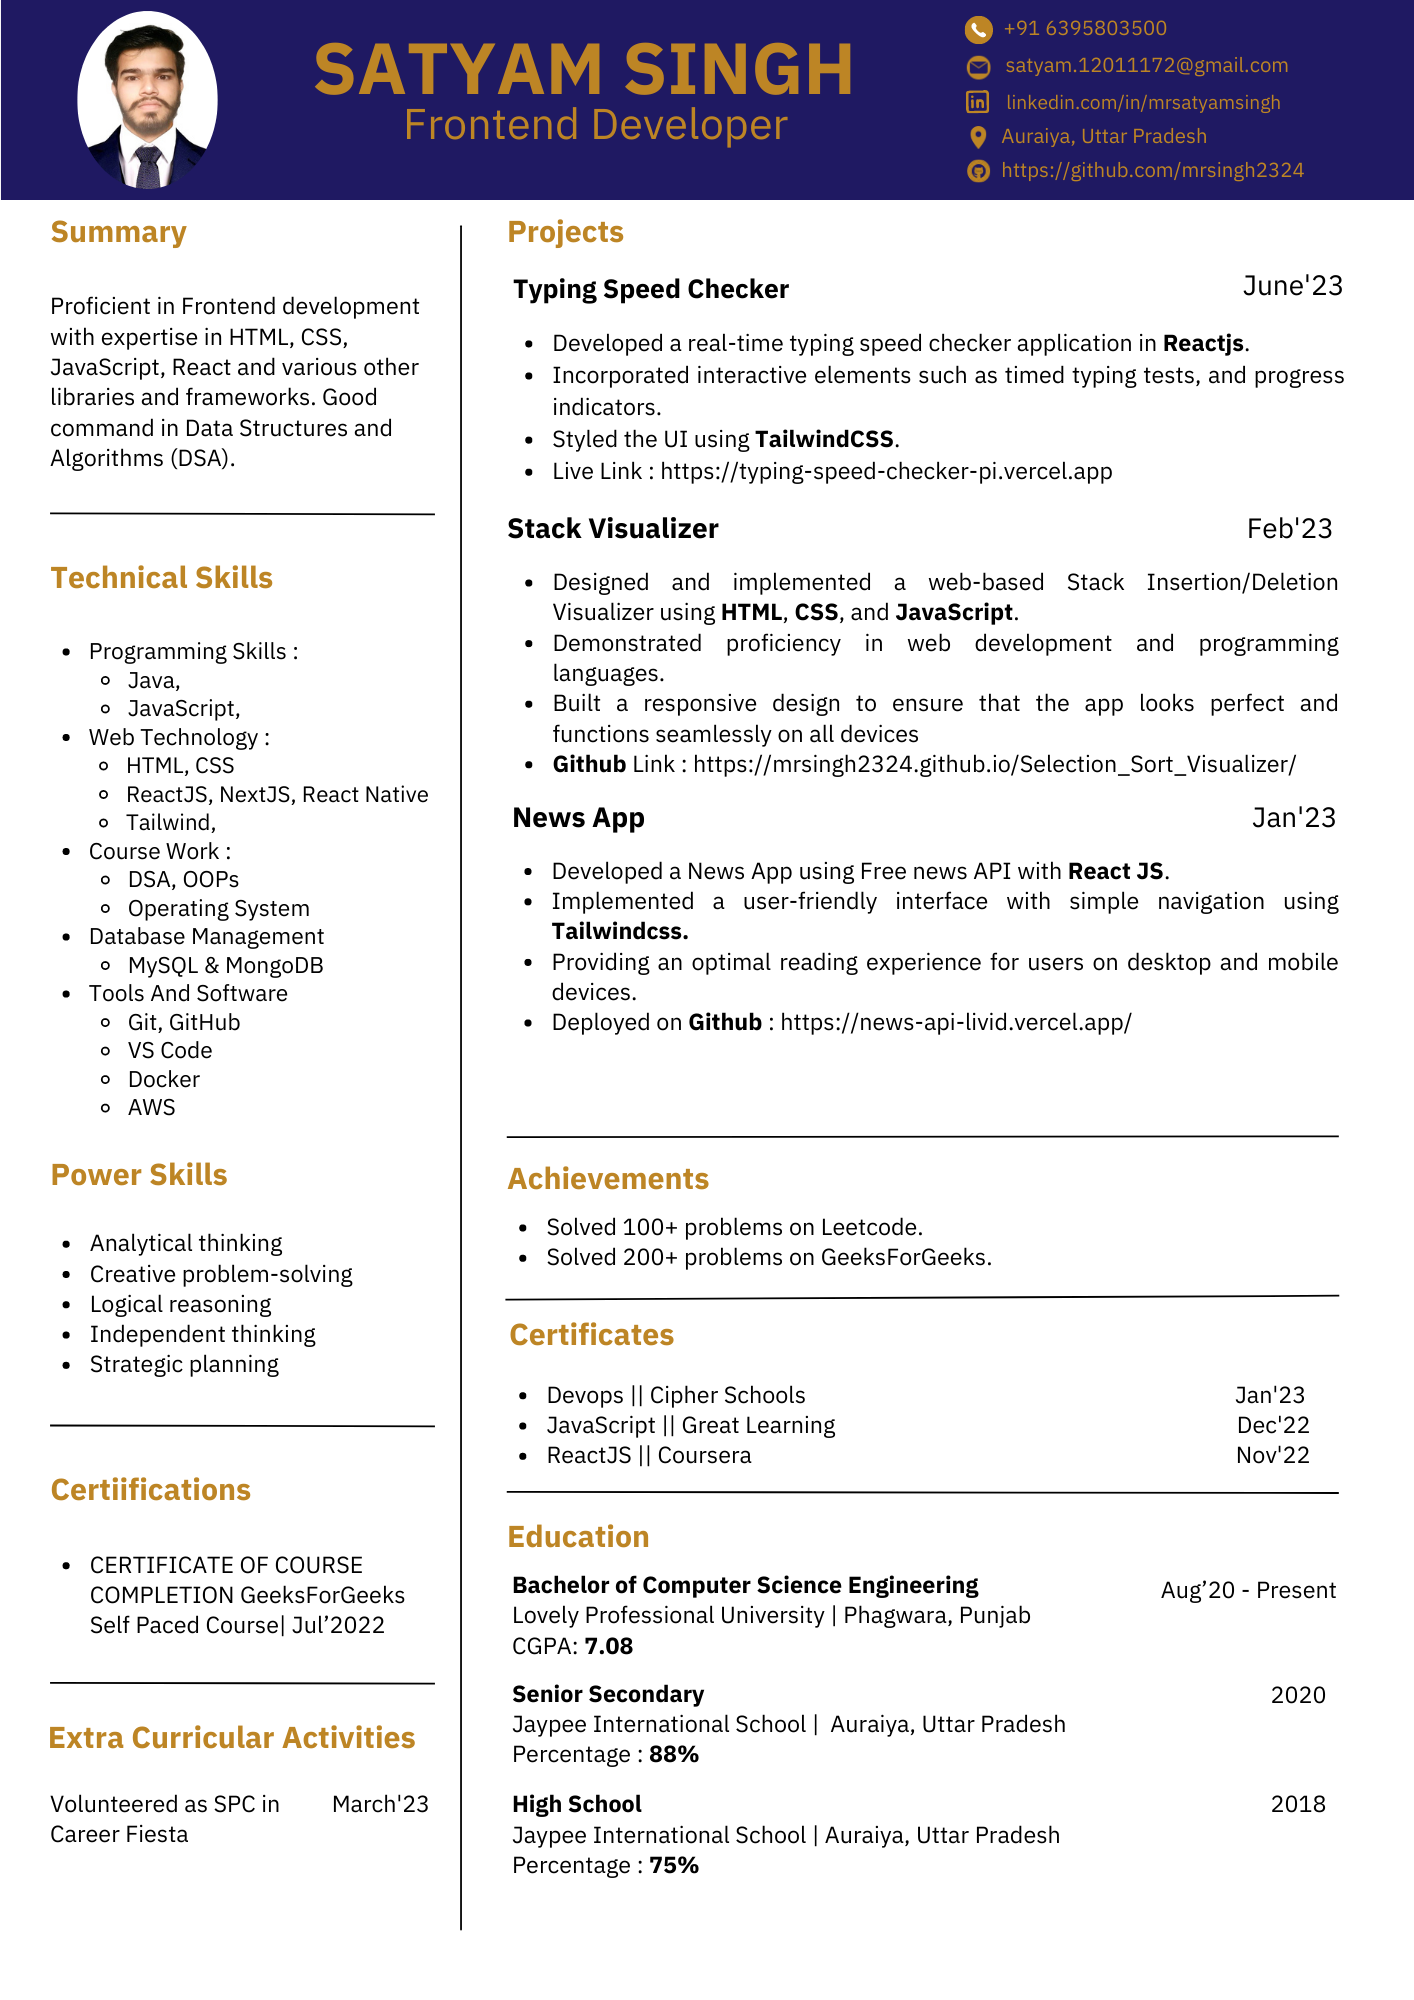 SATYAM SINGH
Frontend Developer
+91 6395803500
satyam.12011172@gmail.com
linkedin.com/in/mrsatyamsingh
Auraiya, Uttar Pradesh
https://github.com/mrsingh2324
Summary
Proficient in Frontend development
with expertise in HTML, CSS,
JavaScript, React and various other
libraries and frameworks. Good
command in Data Structures and
Algorithms (DSA).
Technical Skills
• Programming Skills :
◦ Java,
◦ JavaScript,
• Web Technology :
◦ HTML, CSS
◦ ReactJS, NextJS, React Native
◦ Tailwind,
• Course Work :
◦ DSA, OOPs
◦ Operating System
• Database Management
◦ MySQL & MongoDB
• Tools And Software
◦ Git, GitHub
◦ VS Code
◦ Docker
◦ AWS
Power Skills
• Analytical thinking
• Creative problem-solving
• Logical reasoning
• Independent thinking
• Strategic planning
Certiifications
• CERTIFICATE OF COURSE
COMPLETION GeeksForGeeks
Self Paced Course| Jul’2022
Extra Curricular Activities
Volunteered as SPC in March'23
Career Fiesta
Projects
Typing Speed Checker June'23
• Developed a real-time typing speed checker application in Reactjs.
• Incorporated interactive elements such as timed typing tests, and progress
indicators.
• Styled the UI using TailwindCSS.
• Live Link : https://typing-speed-checker-pi.vercel.app
Stack Visualizer Feb'23
• Designed and implemented a web-based Stack Insertion/Deletion
Visualizer using HTML, CSS, and JavaScript.
• Demonstrated proficiency in web development and programming
languages.
• Built a responsive design to ensure that the app looks perfect and
functions seamlessly on all devices
• Github Link : https://mrsingh2324.github.io/Selection_Sort_Visualizer/
News App Jan'23
• Developed a News App using Free news API with React JS.
• Implemented a user-friendly interface with simple navigation using
Tailwindcss.
• Providing an optimal reading experience for users on desktop and mobile
devices.
• Deployed on Github : https://news-api-livid.vercel.app/
Achievements
• Solved 100+ problems on Leetcode.
• Solved 200+ problems on GeeksForGeeks.
Certificates
• Devops || Cipher Schools Jan'23
• JavaScript || Great Learning Dec'22
• ReactJS || Coursera Nov'22
Education
Bachelor of Computer Science Engineering Aug’20 - Present
Lovely Professional University | Phagwara, Punjab
CGPA: 7.08
Senior Secondary 2020
Jaypee International School | Auraiya, Uttar Pradesh
Percentage : 88%
High School 2018
Jaypee International School | Auraiya, Uttar Pradesh
Percentage : 75%